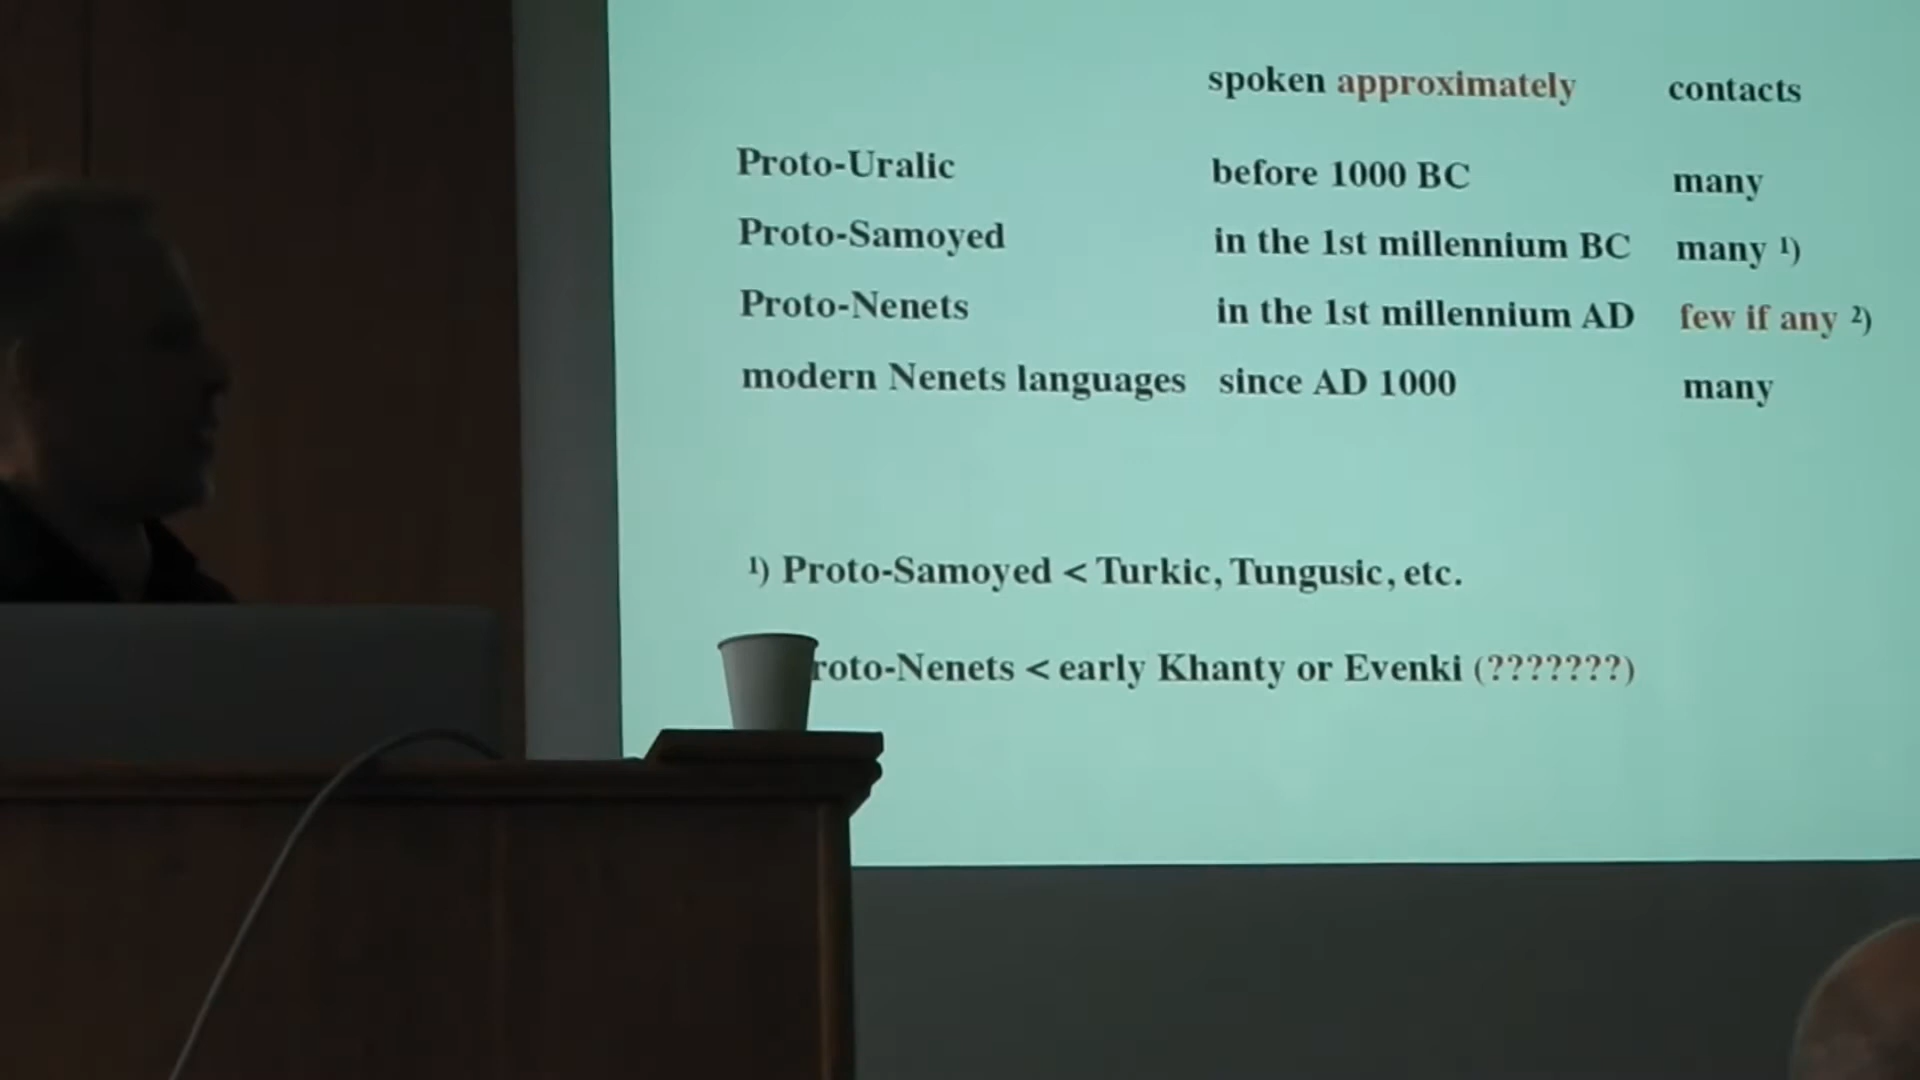 spoken approximately contacts
Proto-Uralic before 1000 BC many
Proto-Samoyed in the 1st millennium BC many ¹)
Proto-Nenets in the 1st millennium AD few if any ²)
modern Nenets languages since AD 1000 many
¹) Proto-Samoyed < Turkic, Tungusic, etc.
roto-Nenets < early Khanty or Evenki (???????)